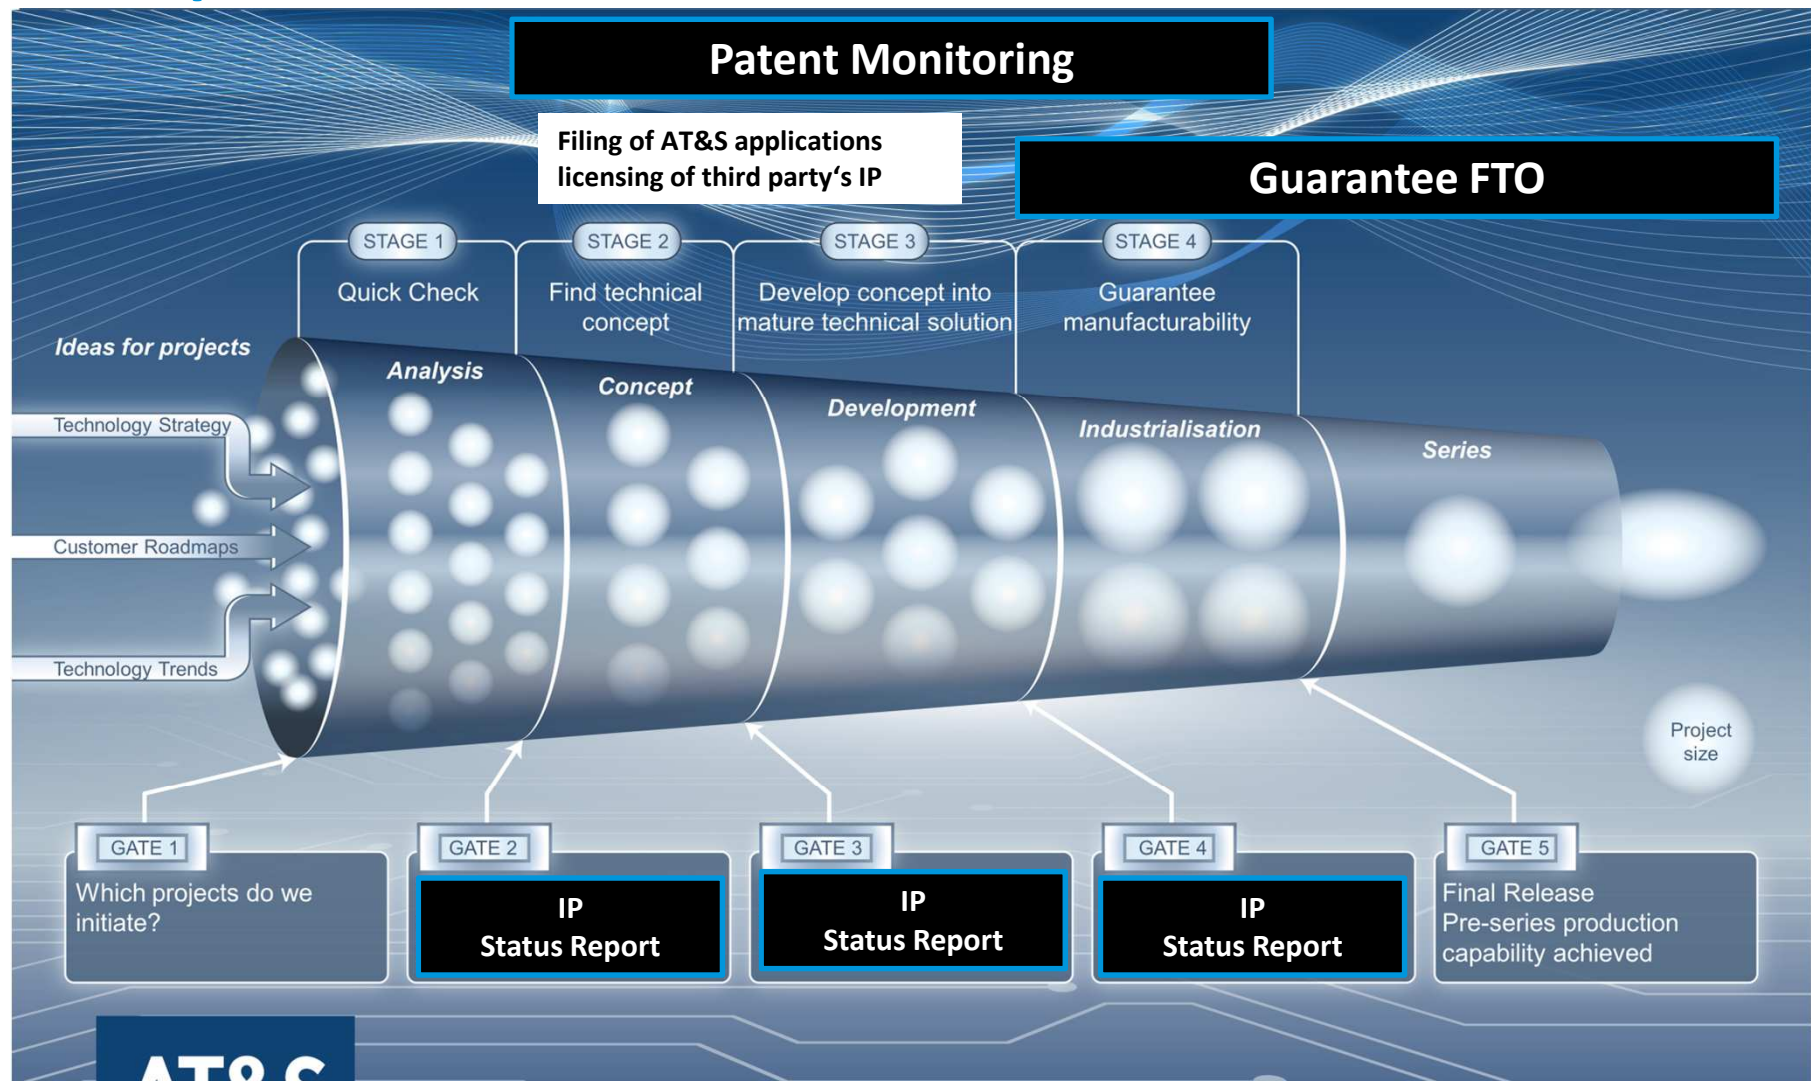 Patent Monitoring
Filing of AT&S applications
licensing of third party‘s IP
Guarantee FTO
STAGE 1
STAGE 2
STAGE 3
STAGE 4
Quick Check
Find technical
concept
Develop concept into
mature technical solution
Guarantee
manufacturability
Ideas for projects
Analysis
Concept
Development
Industrialisation
Series
Technology Strategy
Customer Roadmaps
Technology Trends
Project
size
GATE 1
Which projects do we
initiate?
GATE 2
IP
Status Report
GATE 3
IP
Status Report
GATE 4
IP
Status Report
GATE 5
Final Release
Pre-series production
capability achieved
AT&S